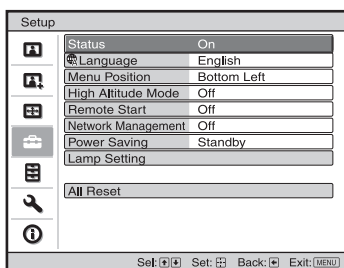 Setup
Status On
Language English
Menu Position Bottom Left
High Altitude Mode Off
Remote Start Off
Network Management Off
Power Saving Standby
Lamp Setting
All Reset
Sel: Set: Back: Exit: MENU